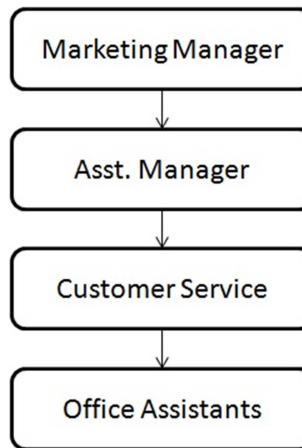 Marketing Manager
Asst. Manager
Customer Service
Office Assistants